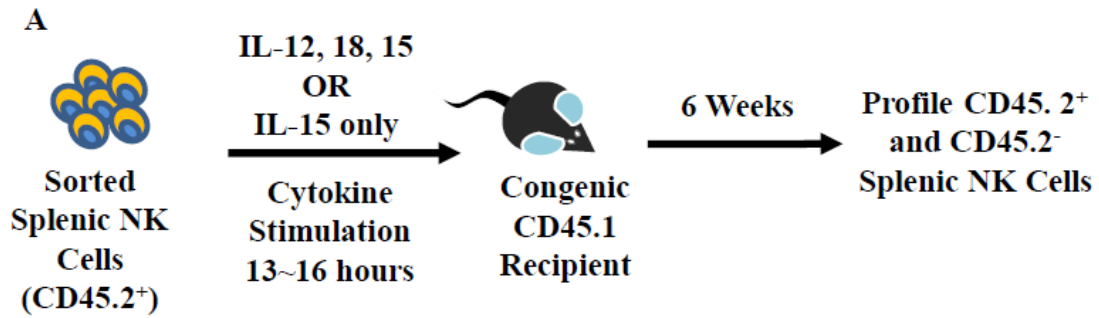 A
IL-12, 18, 15
OR
IL-15 only
Cytokine
Stimulation
13~16 hours
Sorted
Splenic NK
Cells
(CD45.2⁺)
Congenic
CD45.1
Recipient
6 Weeks
Profile CD45. 2⁺
and CD45.2⁻
Splenic NK Cells